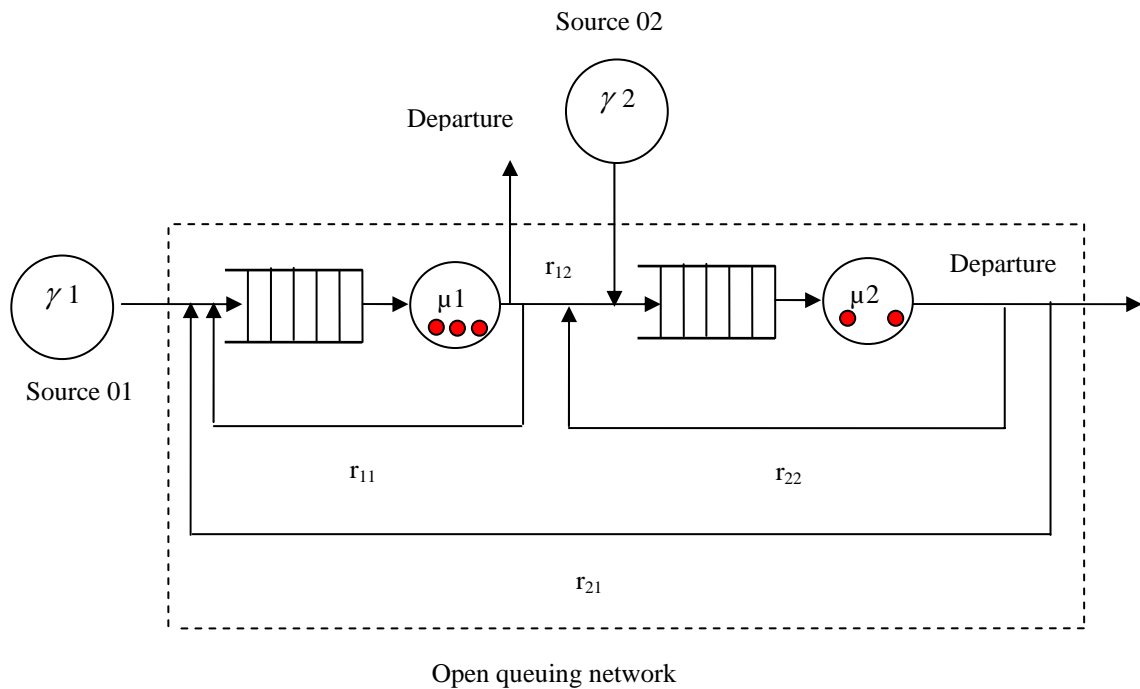 Source 02
γ 2
Departure
r₁₂
Departure
γ 1
µ1
µ2
Source 01
r₁₁
r₂₂
r₂₁
Open queuing network